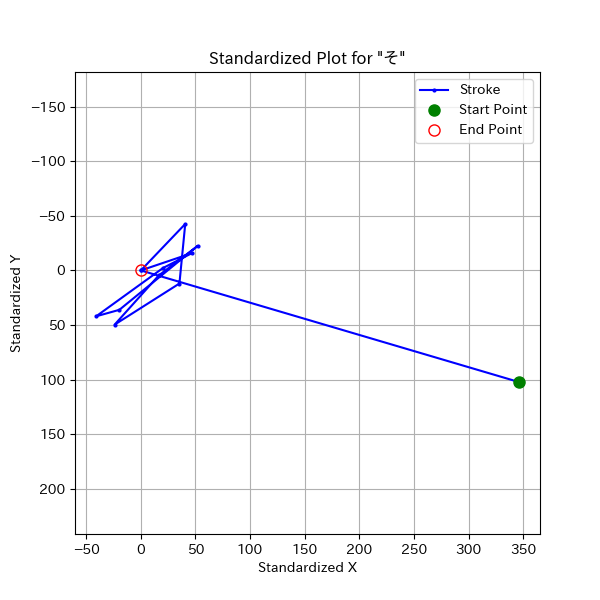 Standardized Plot for "そ"
Stroke
Start Point
End Point
−150
−100
−50
0
50
100
150
200
Standardized Y
−50 0 50 100 150 200 250 300 350
Standardized X